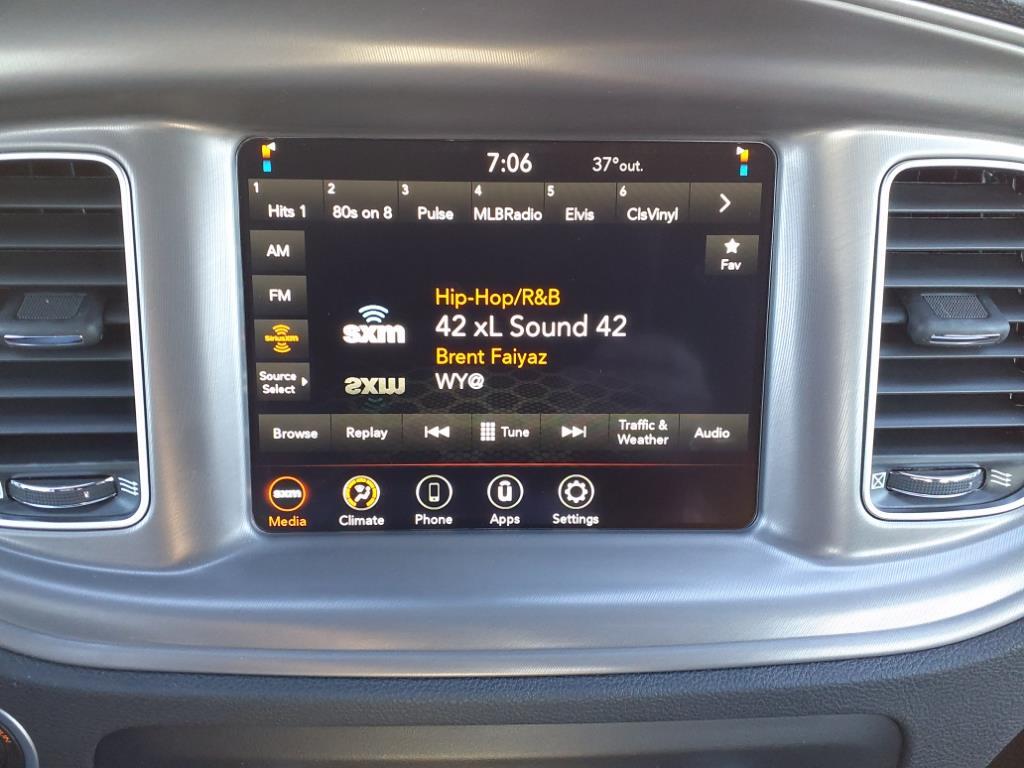 7:06 37°out.
1 2 3 4 5 6
Hits 1 80s on 8 Pulse MLBRadio Elvis ClsVinyl
AM
Fav
FM
Hip-Hop/R&B
sxm 42 xL Sound 42
SiriusXM
Brent Faiyaz
Source
Select
WY@
Browse Replay Tune Traffic &
Weather Audio
sxm
Media Climate Phone Apps Settings